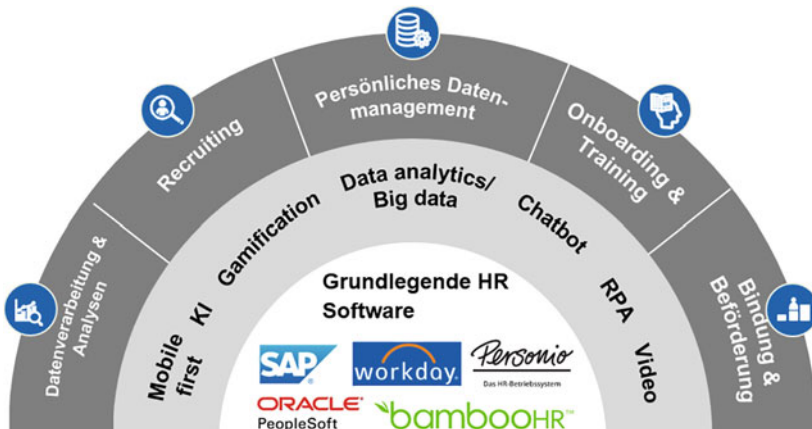 Datenverarbeitung &
Analysen
Recruiting
Persönliches Daten-
management
Onboarding &
Training
Bindung &
Beförderung
Mobile
first
KI
Gamification
Data analytics/
Big data
Chatbot
RPA
Video
Grundlegende HR
Software
SAP
workday
Personio
Das HR-Betriebssystem
ORACLE
PeopleSoft
bambooHR